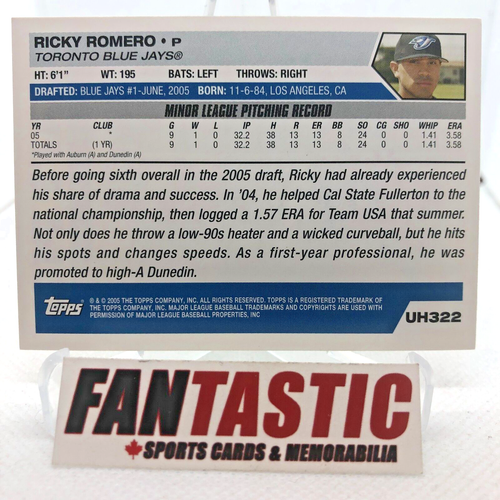 RICKY ROMERO • P
TORONTO BLUE JAYS®
HT: 6'1" WT: 195 BATS: LEFT THROWS: RIGHT
DRAFTED: BLUE JAYS #1-JUNE, 2005 BORN: 11-6-84, LOS ANGELES, CA
MINOR LEAGUE PITCHING RECORD
YR CLUB G W L IP H R ER BB SO CG SHO WHIP ERA
05 * 9 1 0 32.2 38 13 13 8 24 0 0 1.41 3.58
TOTALS (1 YR.) 9 1 0 32.2 38 13 13 8 24 0 0 1.41 3.58
*Played with Auburn (A) and Dunedin (A)
Before going sixth overall in the 2005 draft, Ricky had already experienced
his share of drama and success. In '04, he helped Cal State Fullerton to the
national championship, then logged a 1.57 ERA for Team USA that summer.
Not only does he throw a low-90s heater and a wicked curveball, but he hits
his spots and changes speeds. As a first-year professional, he was
promoted to high-A Dunedin.
Topps
® & © 2005 THE TOPPS COMPANY, INC. ALL RIGHTS RESERVED. TOPPS IS A REGISTERED TRADEMARK OF
THE TOPPS COMPANY, INC. MAJOR LEAGUE BASEBALL TRADEMARKS AND COPYRIGHTS ARE USED WITH
PERMISSION OF MAJOR LEAGUE BASEBALL PROPERTIES, INC
UH322
FANTASTIC
SPORTS CARDS & MEMORABILIA